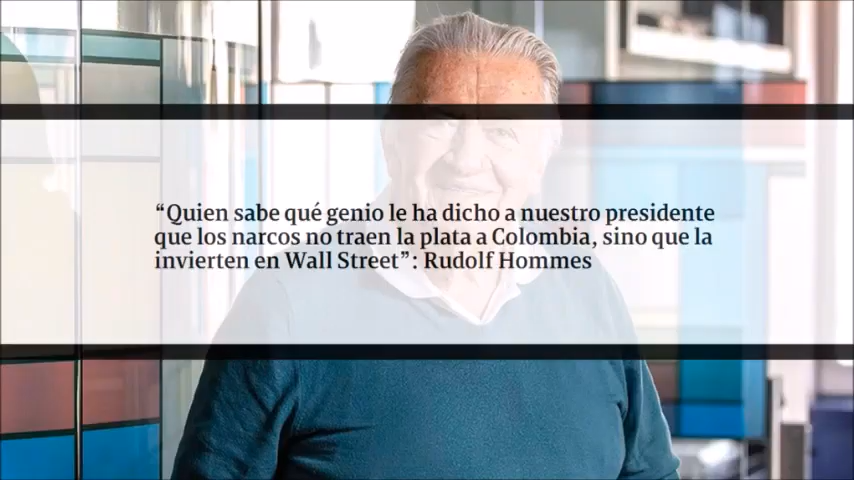 “Quien sabe qué genio le ha dicho a nuestro presidente
que los narcos no traen la plata a Colombia, sino que la
invierten en Wall Street”: Rudolf Hommes